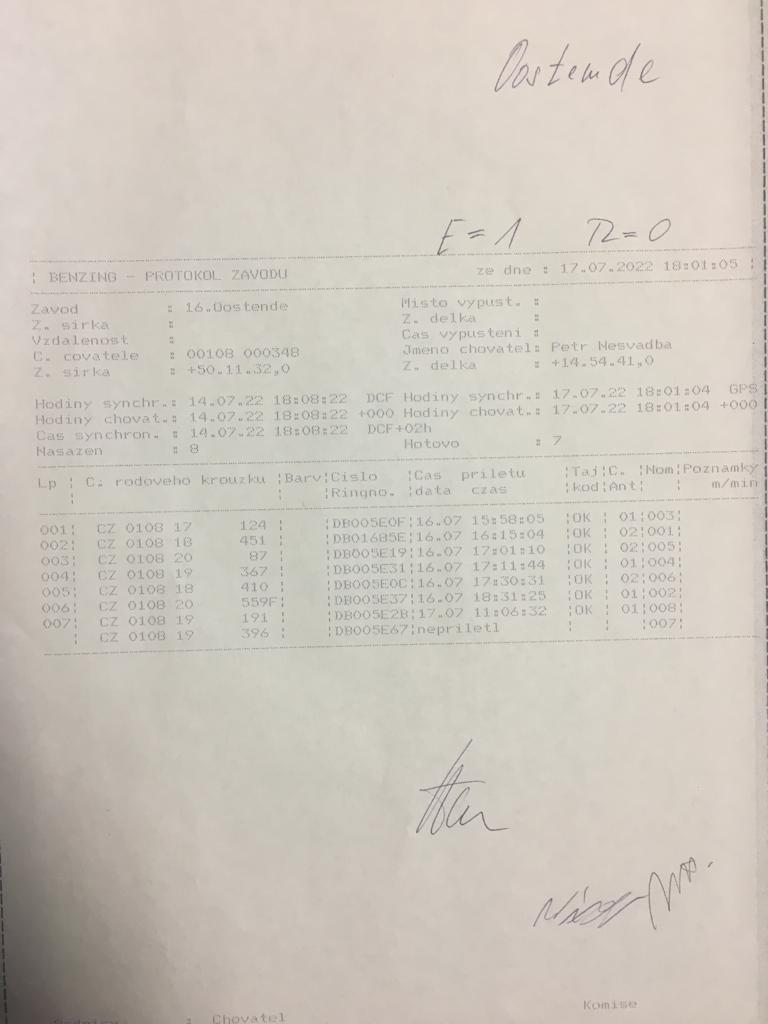 Oostende
E = 1 R = 0
¦ BENZING - PROTOKOL ZAVODU ze dne : 17.07.2022 18:01:05 ¦
Zavod : 16.Oostende Misto vypust. :
Z. sirka : Z. delka :
Vzdalenost : Cas vypusteni :
C. covatele : 00108 000348 Jmeno chovatel: Petr Nesvadba
Z. sirka : +50.11.32,0 Z. delka : +14.54.41,0
Hodiny synchr.: 14.07.22 18:08:22 DCF Hodiny synchr.: 17.07.22 18:01:04 GPS
Hodiny chovat.: 14.07.22 18:08:22 +000 Hodiny chovat.: 17.07.22 18:01:04 +000
Cas synchron. : 14.07.22 18:08:22 DCF+02h
Nasazen : 8 Hotovo : 7
Lp ¦ C. rodoveho krouzku ¦Barv¦Cislo ¦Cas priletu ¦Taj¦C. ¦Nom¦Poznamky
¦ ¦ ¦Ringno. ¦data czas ¦kod¦Ant¦ ¦ m/min
001¦ CZ 0108 17 124 ¦ ¦DB005E0F¦16.07 15:58:05 ¦OK ¦ 01¦003¦
002¦ CZ 0108 18 451 ¦ ¦DB01685E¦16.07 16:15:04 ¦OK ¦ 02¦001¦
003¦ CZ 0108 20 87 ¦ ¦DB005E19¦16.07 17:01:10 ¦OK ¦ 02¦005¦
004¦ CZ 0108 19 367 ¦ ¦DB005E31¦16.07 17:11:44 ¦OK ¦ 01¦004¦
005¦ CZ 0108 18 410 ¦ ¦DB005E0C¦16.07 17:30:31 ¦OK ¦ 02¦006¦
006¦ CZ 0108 20 559F¦ ¦DB005E37¦16.07 18:31:25 ¦OK ¦ 01¦002¦
007¦ CZ 0108 19 191 ¦ ¦DB005E2B¦17.07 11:06:32 ¦OK ¦ 01¦008¦
¦ CZ 0108 19 396 ¦ ¦DB005E67¦nepriletl ¦ ¦ ¦007¦
: Chovatel Komise